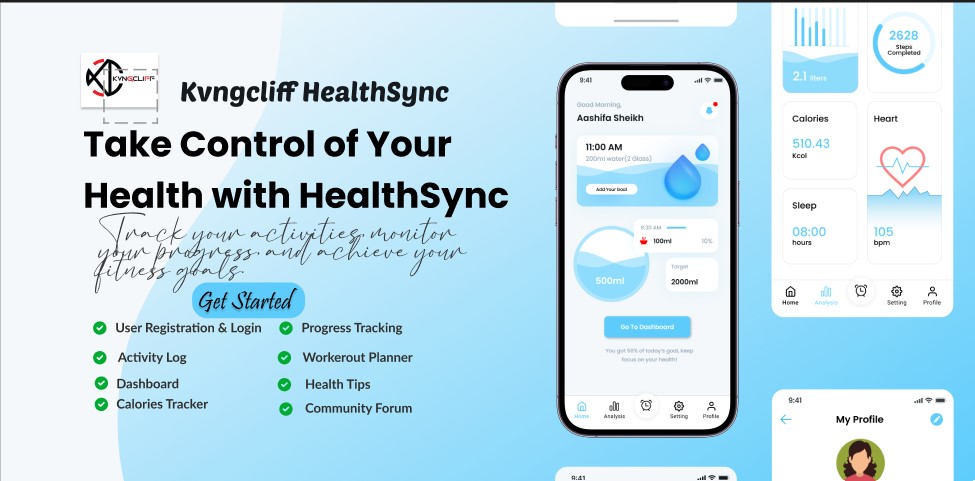 KVNGCLIFF
Kvngcliff HealthSync
Take Control of Your
Health with HealthSync
Track your activities, monitor
your progress, and achieve your
fitness goals.
Get Started
User Registration & Login
Progress Tracking
Activity Log
Workerout Planner
Dashboard
Health Tips
Calories Tracker
Community Forum
9:41
Good Morning,
Aashifa Sheikh
11:00 AM
200ml water(2 Glass)
Add Your Goal
9:30 AM
100ml
10%
500ml
Target
2000ml
Go To Dashboard
You got 50% of today's goal, keep
focus on your health!
Home
Analysis
Setting
Profile
2.1 liters
2628
Steps
Completed
Calories
510.43
Kcal
Heart
105
bpm
Sleep
08:00
hours
Home
Analysis
Setting
Profile
9:41
My Profile
9:41